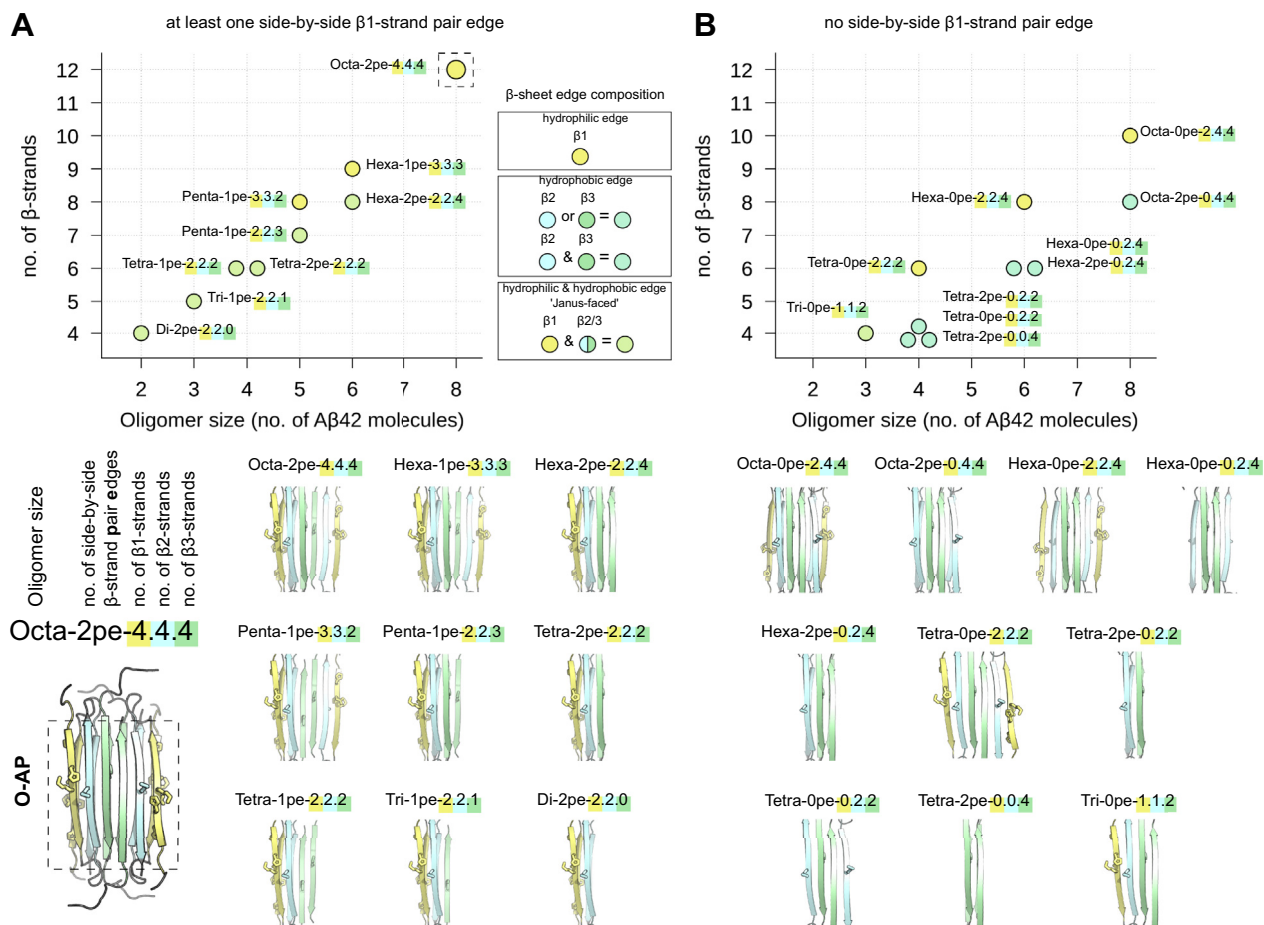 A
at least one side-by-side β1-strand pair edge
no. of β-strands
12
11
10
9
8
7
6
5
4
Octa-2pe-4.4.4
Hexa-1pe-3.3.3
Penta-1pe-3.3.2
Hexa-2pe-2.2.4
Penta-1pe-2.2.3
Tetra-1pe-2.2.2
Tetra-2pe-2.2.2
Tri-1pe-2.2.1
Di-2pe-2.2.0
2 3 4 5 6 7 8
Oligomer size (no. of Aβ42 molecules)
β-sheet edge composition
hydrophilic edge
β1
hydrophobic edge
β2 β3
or =
β2 β3
& =
hydrophilic & hydrophobic edge
'Janus-faced'
β1 β2/3
& =
B
no side-by-side β1-strand pair edge
no. of β-strands
12
11
10
9
8
7
6
5
4
Octa-0pe-2.4.4
Hexa-0pe-2.2.4
Octa-2pe-0.4.4
Hexa-0pe-0.2.4
Tetra-0pe-2.2.2
Hexa-2pe-0.2.4
Tri-0pe-1.1.2
Tetra-2pe-0.2.2
Tetra-0pe-0.2.2
Tetra-2pe-0.0.4
2 3 4 5 6 7 8
Oligomer size (no. of Aβ42 molecules)
Oligomer size
no. of side-by-side
β-strand pair edges
no. of β1-strands
no. of β2-strands
no. of β3-strands
Octa-2pe-4.4.4
O-AP
Octa-2pe-4.4.4
Hexa-1pe-3.3.3
Hexa-2pe-2.2.4
Penta-1pe-3.3.2
Penta-1pe-2.2.3
Tetra-2pe-2.2.2
Tetra-1pe-2.2.2
Tri-1pe-2.2.1
Di-2pe-2.2.0
Octa-0pe-2.4.4
Octa-2pe-0.4.4
Hexa-0pe-2.2.4
Hexa-0pe-0.2.4
Hexa-2pe-0.2.4
Tetra-0pe-2.2.2
Tetra-2pe-0.2.2
Tetra-0pe-0.2.2
Tetra-2pe-0.0.4
Tri-0pe-1.1.2